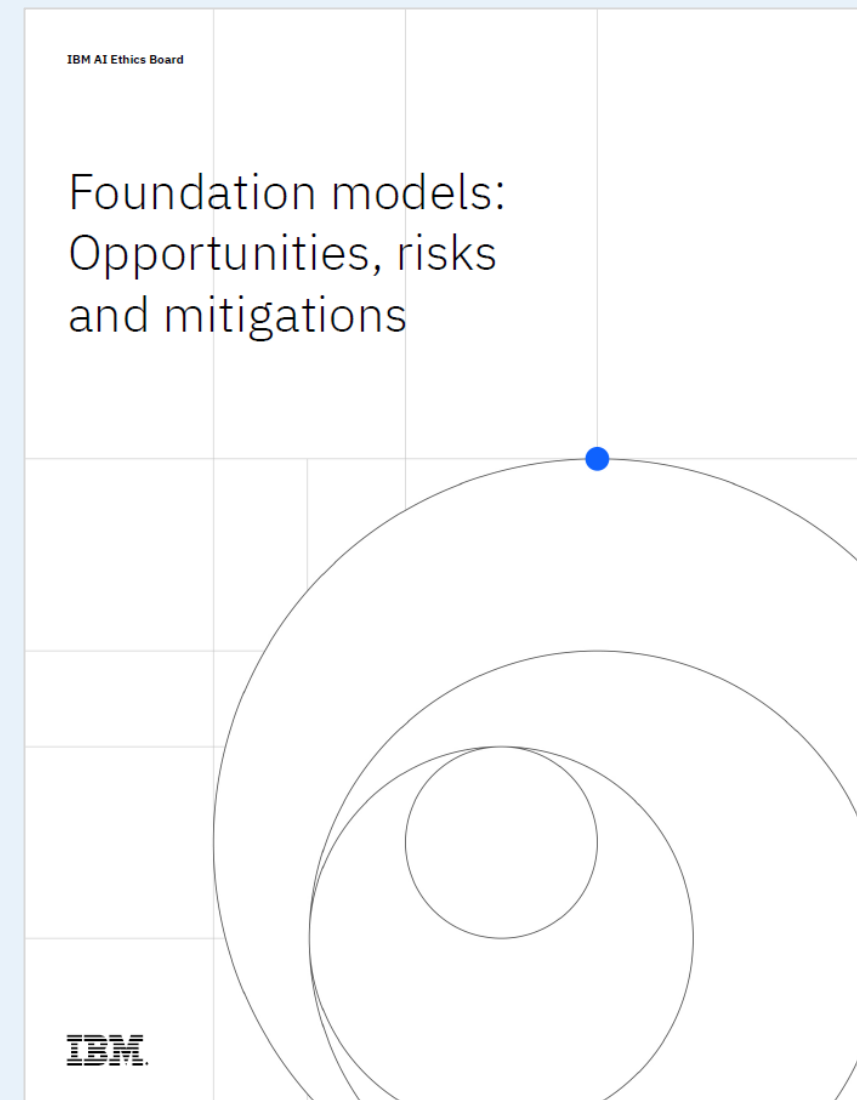 IBM AI Ethics Board
Foundation models:
Opportunities, risks
and mitigations
IBM.